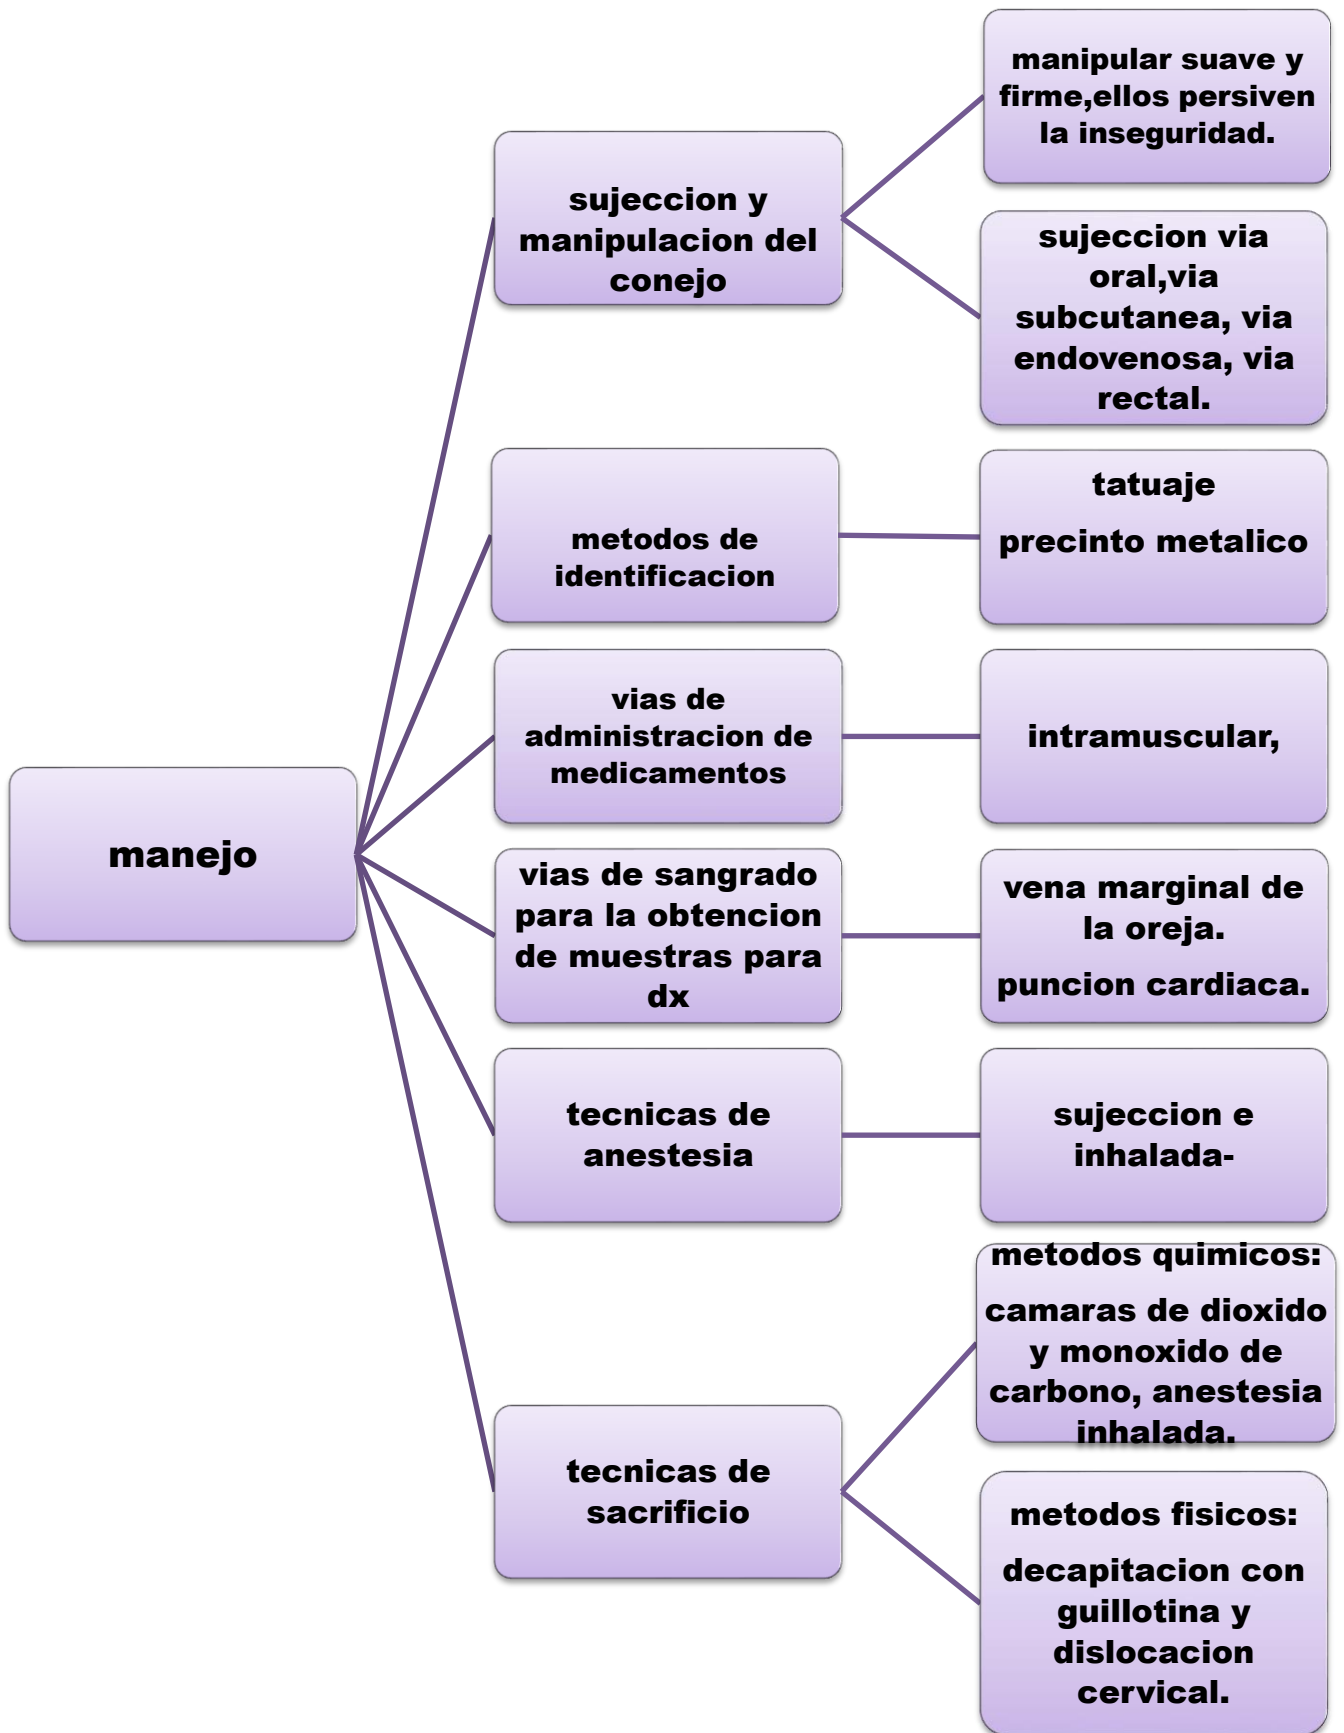 manejo
sujeccion y
manipulacion del
conejo
manipular suave y
firme,ellos persiven
la inseguridad.
sujeccion via
oral,via
subcutanea, via
endovenosa, via
rectal.
metodos de
identificacion
tatuaje
precinto metalico
vias de
administracion de
medicamentos
intramuscular,
vias de sangrado
para la obtencion
de muestras para
dx
vena marginal de
la oreja.
puncion cardiaca.
tecnicas de
anestesia
sujeccion e
inhalada-
tecnicas de
sacrificio
metodos quimicos:
camaras de dioxido
y monoxido de
carbono, anestesia
inhalada.
metodos fisicos:
decapitacion con
guillotina y
dislocacion
cervical.